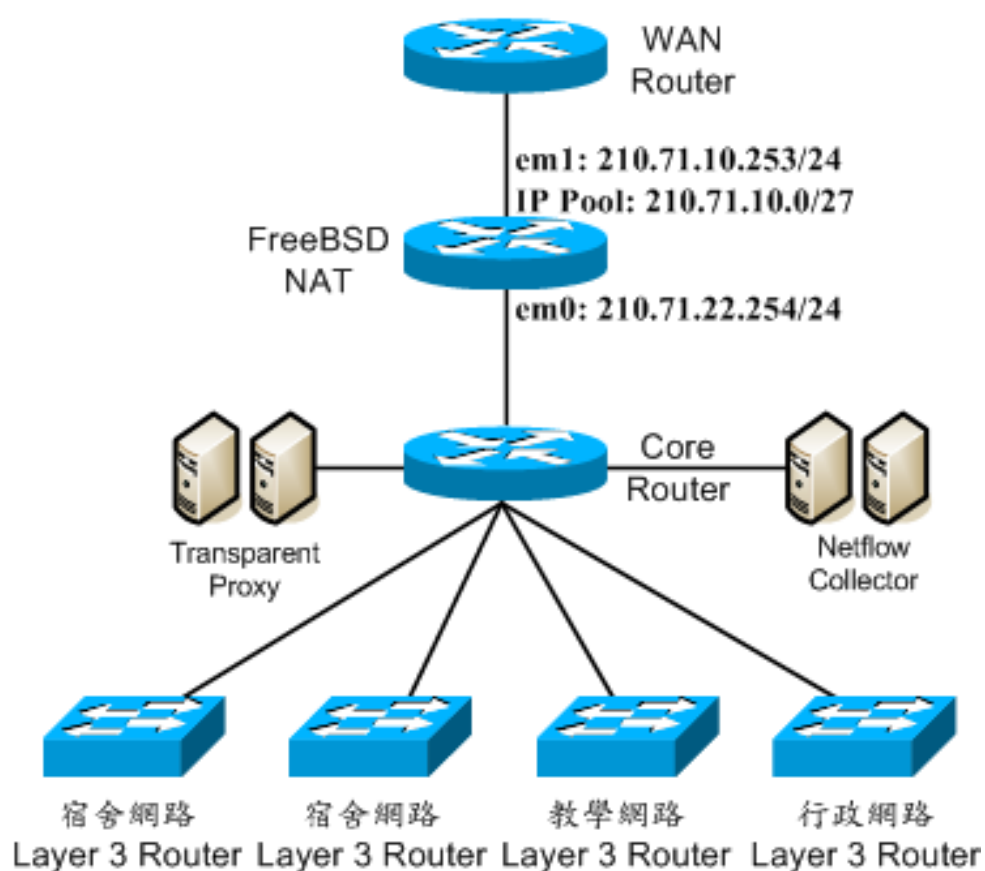 WAN
Router
em1: 210.71.10.253/24
IP Pool: 210.71.10.0/27
FreeBSD
NAT
em0: 210.71.22.254/24
Core
Router
Transparent
Proxy
Netflow
Collector
宿舍網路
Layer 3 Router
宿舍網路
Layer 3 Router
教學網路
Layer 3 Router
行政網路
Layer 3 Router